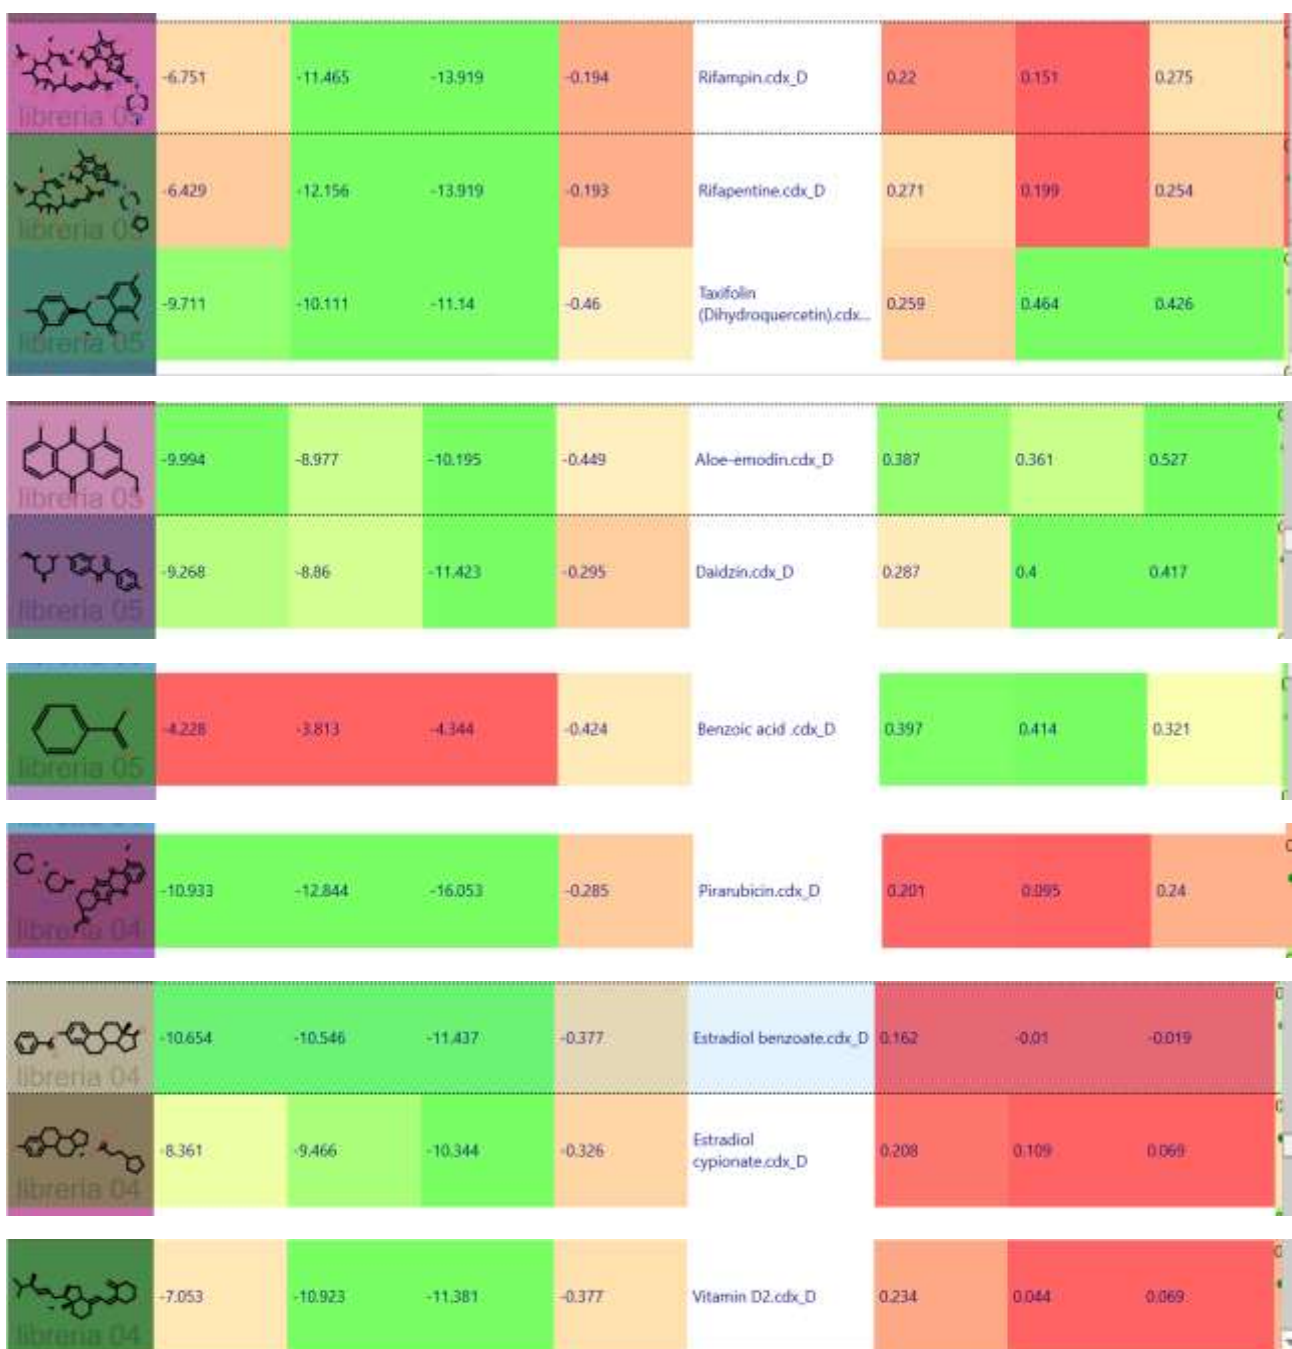 -6.751 -11.465 -13.919 -0.194 Rifampin.cdx_D 0.22 0.151 0.275
libreria 05
-6.429 -12.156 -13.919 -0.193 Rifapentine.cdx_D 0.271 0.199 0.254
libreria 05
-9.711 -10.111 -11.14 -0.46 Taxifolin
(Dihydroquercetin).cdx... 0.259 0.464 0.426
libreria 05
-9.994 -8.977 -10.195 -0.449 Aloe-emodin.cdx_D 0.387 0.361 0.527
libreria 05
-9.268 -8.86 -11.423 -0.295 Daidzin.cdx_D 0.287 0.4 0.417
libreria 05
-4.228 -3.813 -4.344 -0.424 Benzoic acid .cdx_D 0.397 0.414 0.321
libreria 05
-10.933 -12.844 -16.053 -0.285 Pirarubicin.cdx_D 0.201 0.095 0.24
libreria 04
-10.654 -10.546 -11.437 -0.377 Estradiol benzoate.cdx_D 0.162 -0.01 -0.019
libreria 04
-8.361 -9.466 -10.344 -0.326 Estradiol
cypionate.cdx_D 0.208 0.109 0.069
libreria 04
-7.053 -10.923 -11.381 -0.377 Vitamin D2.cdx_D 0.234 0.044 0.069
libreria 04